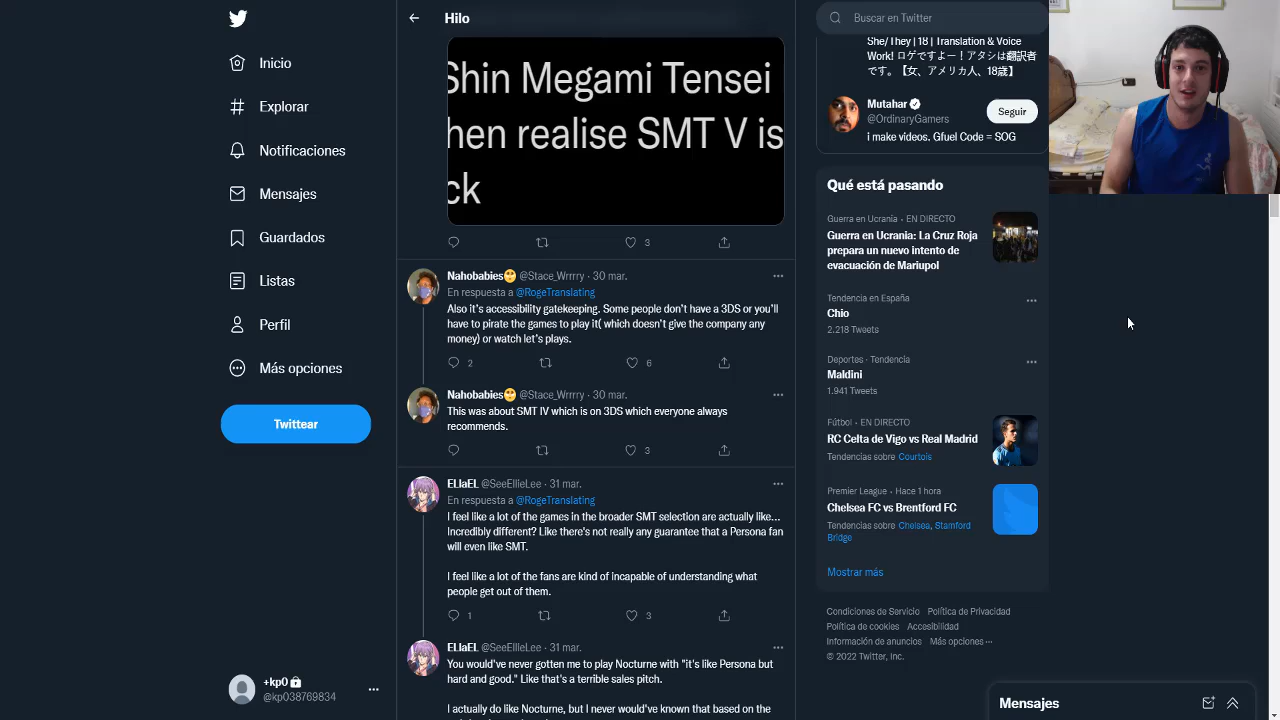 Inicio
Explorar
Notificaciones
Mensajes
Guardados
Listas
Perfil
Más opciones
Twittear
+kp0
@kp038769834
Hilo
Shin Megami Tensei
hen realise SMT V is
ck
3
Nahobabies @Stace_Wrrrry · 30 mar.
En respuesta a @RogeTranslating
Also it's accessibility gatekeeping. Some people don't have a 3DS or you'll
have to pirate the games to play it( which doesn't give the company any
money) or watch let's plays.
2 6
Nahobabies @Stace_Wrrrry · 30 mar.
This was about SMT IV which is on 3DS which everyone always
recommends.
3
ELlaEL @SeeEllieLee · 31 mar.
En respuesta a @RogeTranslating
I feel like a lot of the games in the broader SMT selection are actually like...
Incredibly different? Like there's not really any guarantee that a Persona fan
will even like SMT.
I feel like a lot of the fans are kind of incapable of understanding what
people get out of them.
1 3
ELlaEL @SeeEllieLee · 31 mar.
You would've never gotten me to play Nocturne with "it's like Persona but
hard and good." Like that's a terrible sales pitch.
I actually do like Nocturne, but I never would've known that based on the
Buscar en Twitter
She/They | 18 | Translation & Voice
Work! ロゲですよー！アタシは翻訳者
です。【女、アメリカ人、18歳】
Mutahar
@OrdinaryGamers
Seguir
i make videos. Gfuel Code = SOG
Qué está pasando
Guerra en Ucrania · EN DIRECTO
Guerra en Ucrania: La Cruz Roja
prepara un nuevo intento de
evacuación de Mariupol
Tendencia en España
Chio
2.218 Tweets
Deportes · Tendencia
Maldini
1.941 Tweets
Fútbol · EN DIRECTO
RC Celta de Vigo vs Real Madrid
Tendencias sobre Courtois
Premier League · Hace 1 hora
Chelsea FC vs Brentford FC
Tendencias sobre Chelsea, Stamford
Bridge
Mostrar más
Condiciones de Servicio Política de Privacidad
Política de cookies Accesibilidad
Información de anuncios Más opciones ···
© 2022 Twitter, Inc.
Mensajes